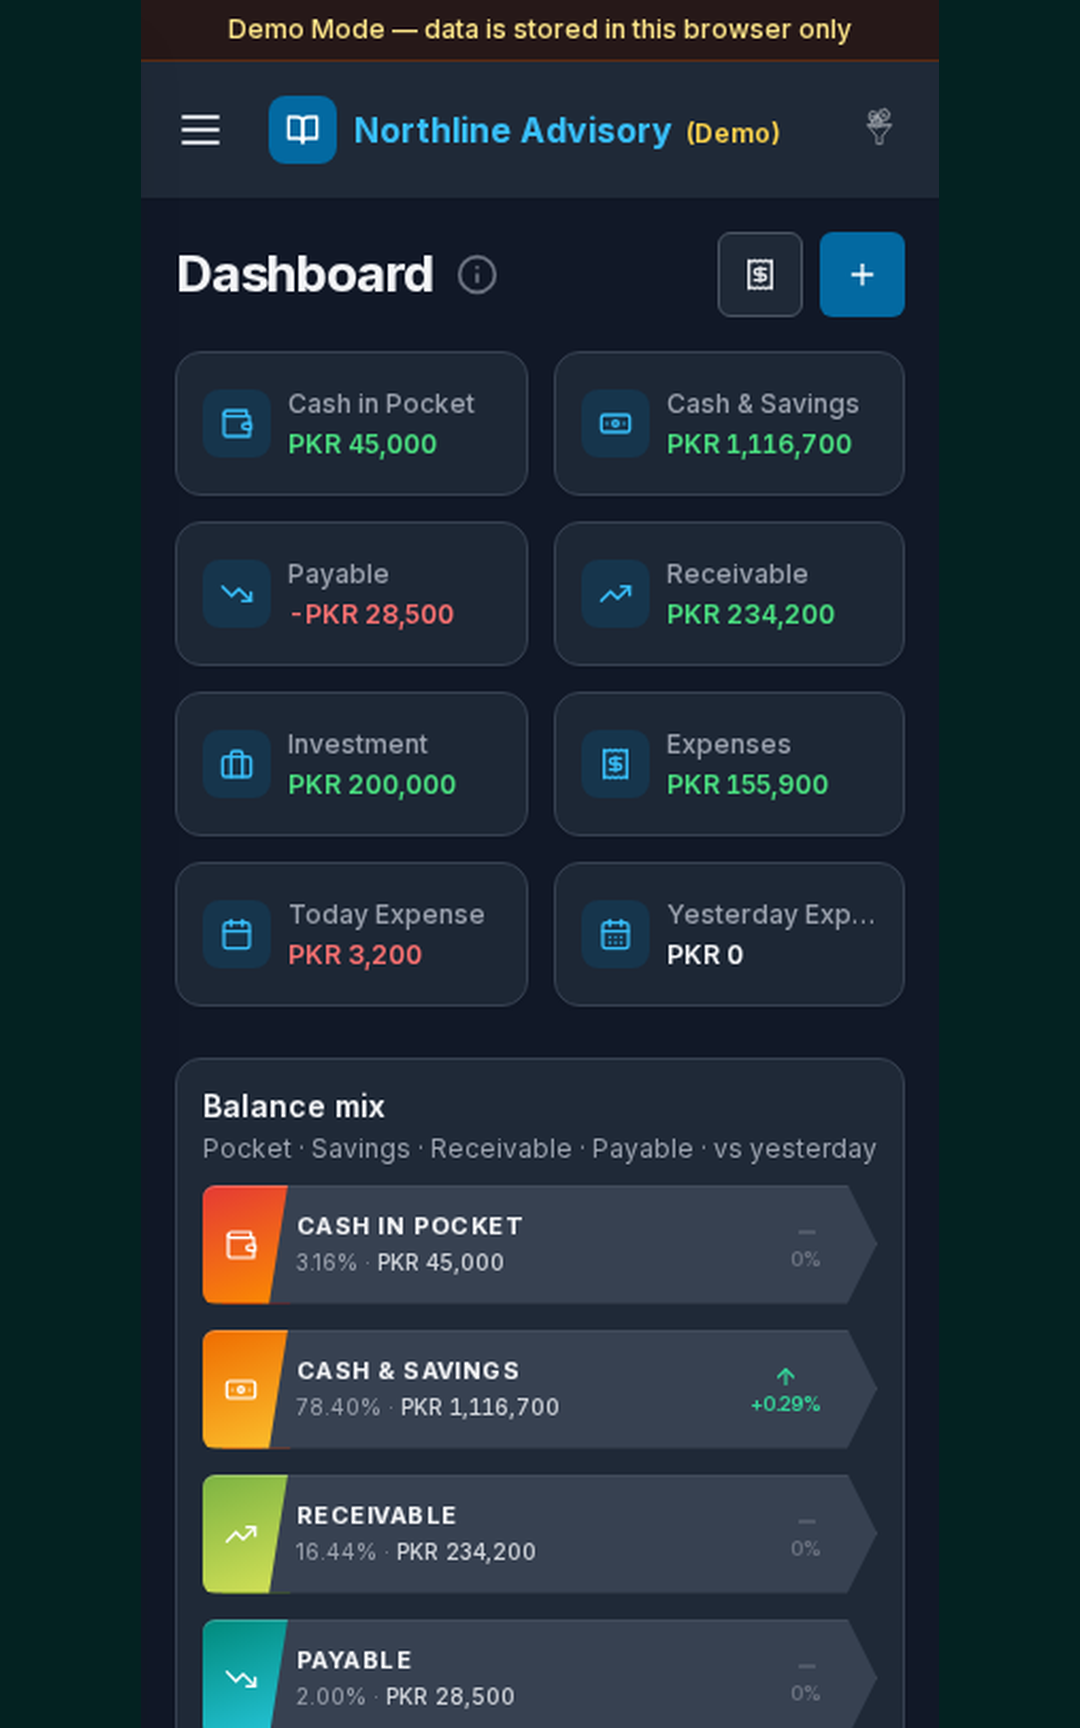 Demo Mode — data is stored in this browser only
Northline Advisory (Demo)
Dashboard
Cash in Pocket
PKR 45,000
Cash & Savings
PKR 1,116,700
Payable
-PKR 28,500
Receivable
PKR 234,200
Investment
PKR 200,000
Expenses
PKR 155,900
Today Expense
PKR 3,200
Yesterday Exp...
PKR 0
Balance mix
Pocket · Savings · Receivable · Payable · vs yesterday
CASH IN POCKET
3.16% · PKR 45,000
—
0%
CASH & SAVINGS
78.40% · PKR 1,116,700
+0.29%
RECEIVABLE
16.44% · PKR 234,200
—
0%
PAYABLE
2.00% · PKR 28,500
—
0%